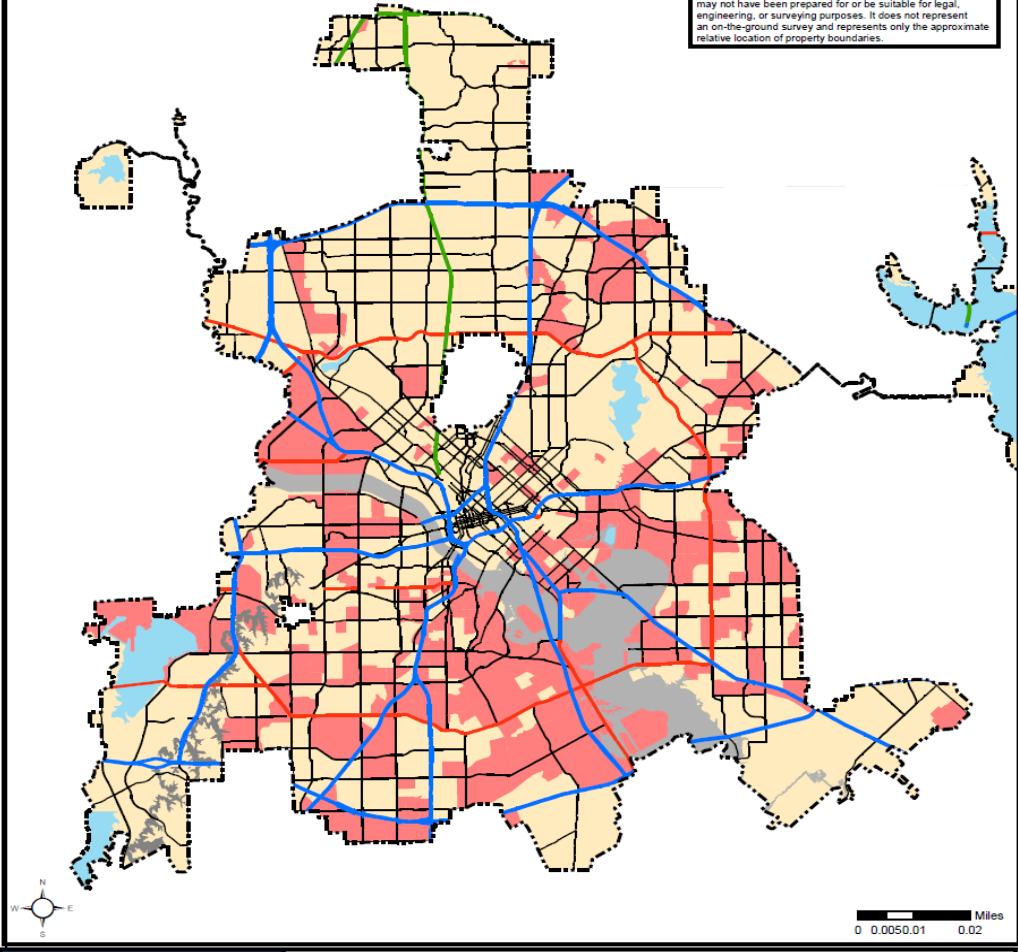 may not have been prepared for or be suitable for legal,
engineering, or surveying purposes. It does not represent
an on-the-ground survey and represents only the approximate
relative location of property boundaries.
N
W E
S
Miles
0 0.0050.01 0.02